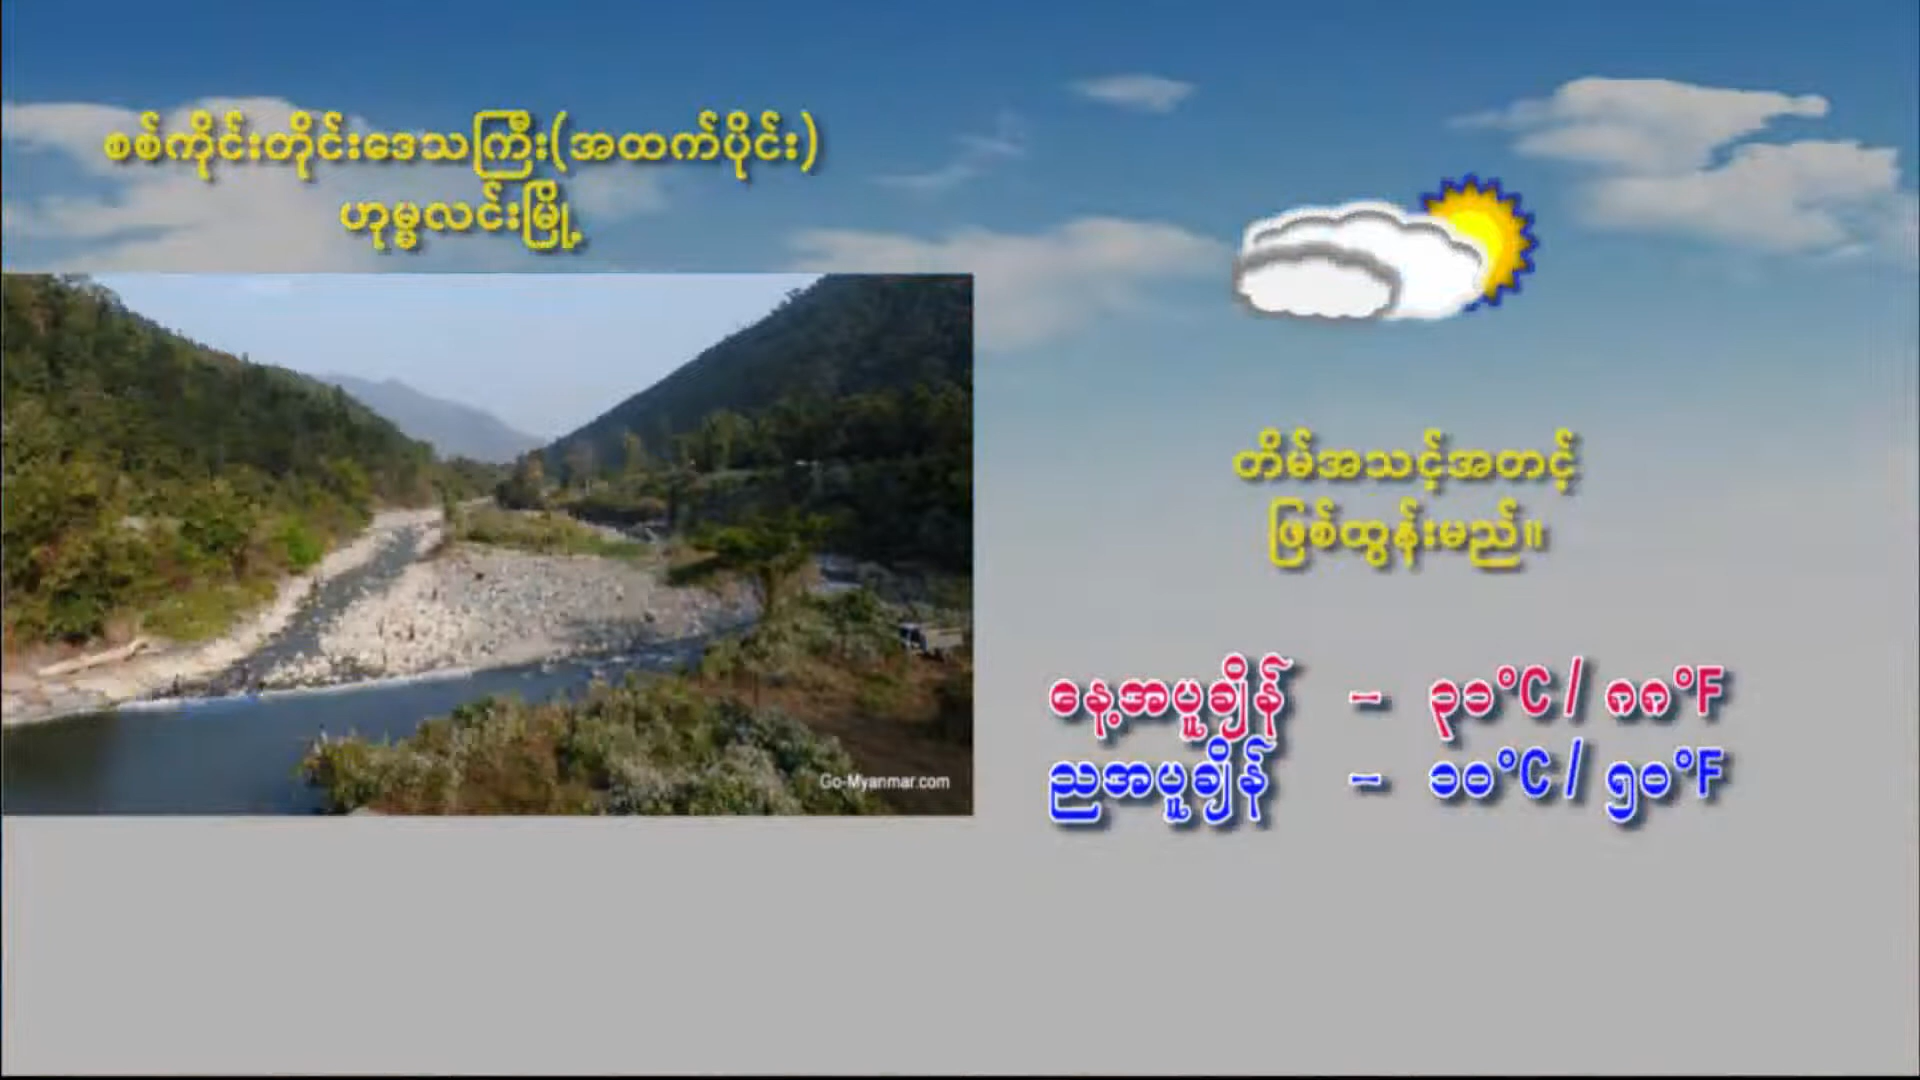 စစ်ကိုင်းတိုင်းဒေသကြီး(အထက်ပိုင်း)
ဟုမ္မလင်းမြို့
တိမ်အသင့်အတင့်
ဖြစ်ထွန်းမည်။
နေ့အပူချိန် - ၃၁°C / ၈၈°F
ညအပူချိန် - ၁၀°C / ၅၀°F
Go-Myanmar.com